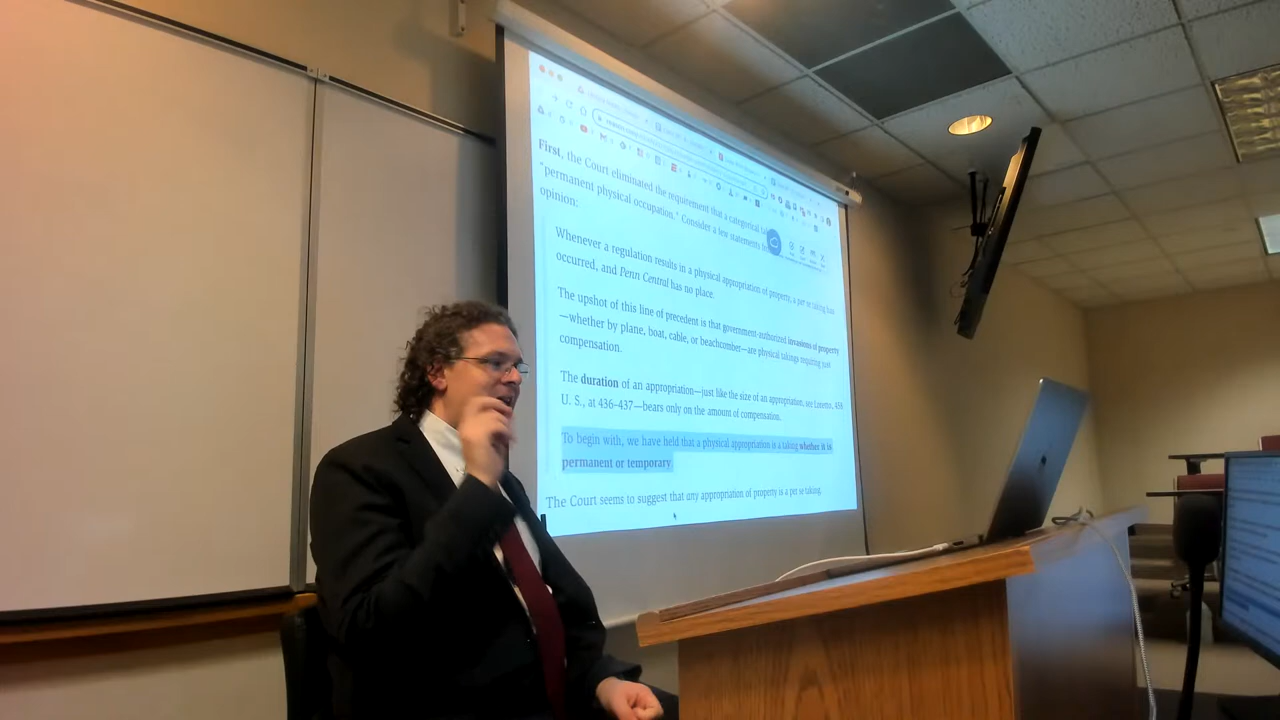 First, the Court eliminated the requirement that a categorical
"permanent physical occupation." Consider a few statements
opinion:
Whenever a regulation results in a physical appropriation of property, a per se taking has
occurred, and Penn Central has no place.
The upshot of this line of precedent is that government-authorized invasions of property
—whether by plane, boat, cable, or beachcomber—are physical takings requiring just
compensation.
The duration of an appropriation—just like the size of an appropriation, see Loretto, 458
U. S., at 436–437—bears only on the amount of compensation.
To begin with, we have held that a physical appropriation is a taking whether it is
permanent or temporary
The Court seems to suggest that any appropriation of property is a per se taking.